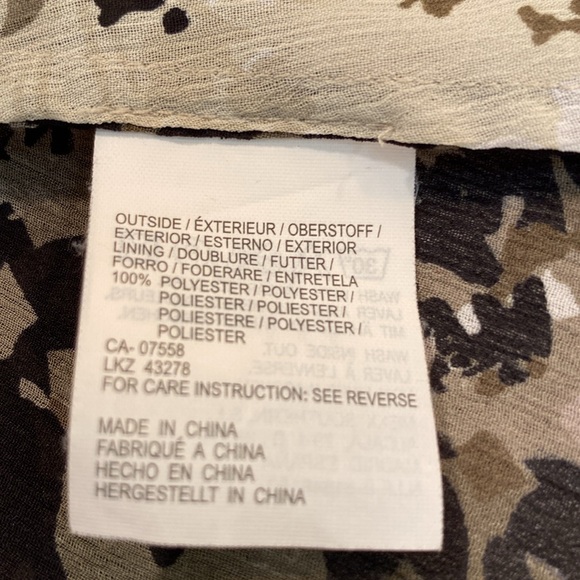 OUTSIDE / ÉXTERIEUR / OBERSTOFF /
EXTERIOR / ESTERNO / EXTERIOR
LINING / DOUBLURE / FUTTER /
FORRO / FODERARE / ENTRETELA
100% POLYESTER / POLYESTER /
POLIESTER / POLIESTER /
POLIESTERE / POLYESTER /
POLIESTER
CA- 07558
LKZ 43278
FOR CARE INSTRUCTION: SEE REVERSE
MADE IN CHINA
FABRIQUÉ A CHINA
HECHO EN CHINA
HERGESTELLT IN CHINA